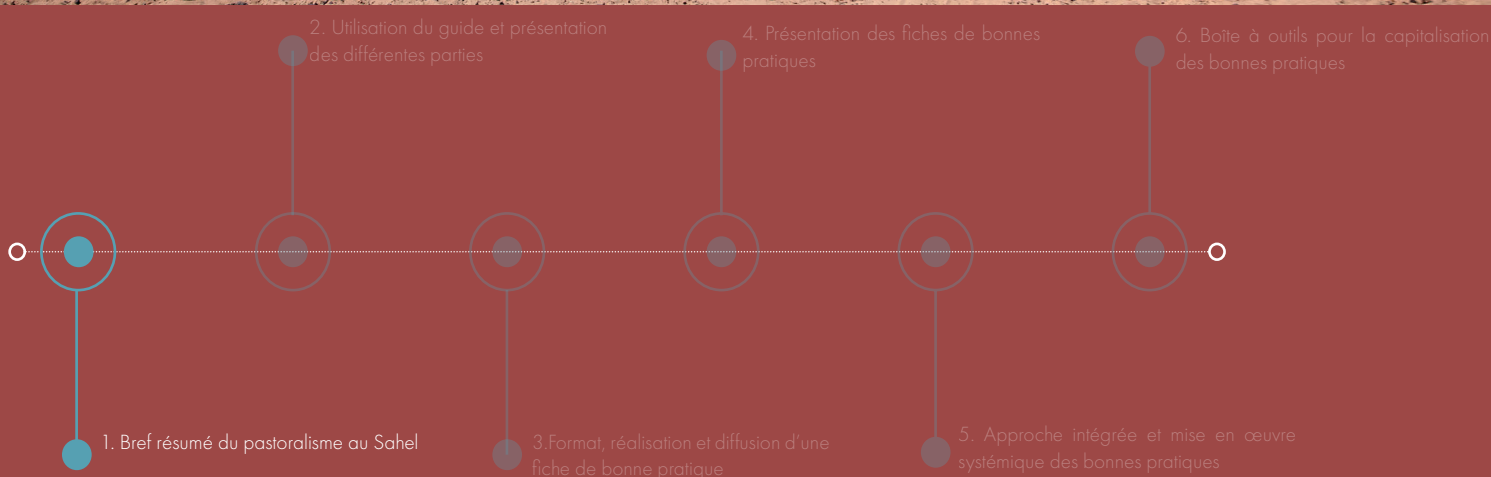 2. Utilisation du guide et présentation
des différentes parties
4. Présentation des fiches de bonnes
pratiques
6. Boîte à outils pour la capitalisation
des bonnes pratiques
1. Bref résumé du pastoralisme au Sahel
3.Format, réalisation et diffusion d’une
fiche de bonne pratique
5. Approche intégrée et mise en œuvre
systémique des bonnes pratiques